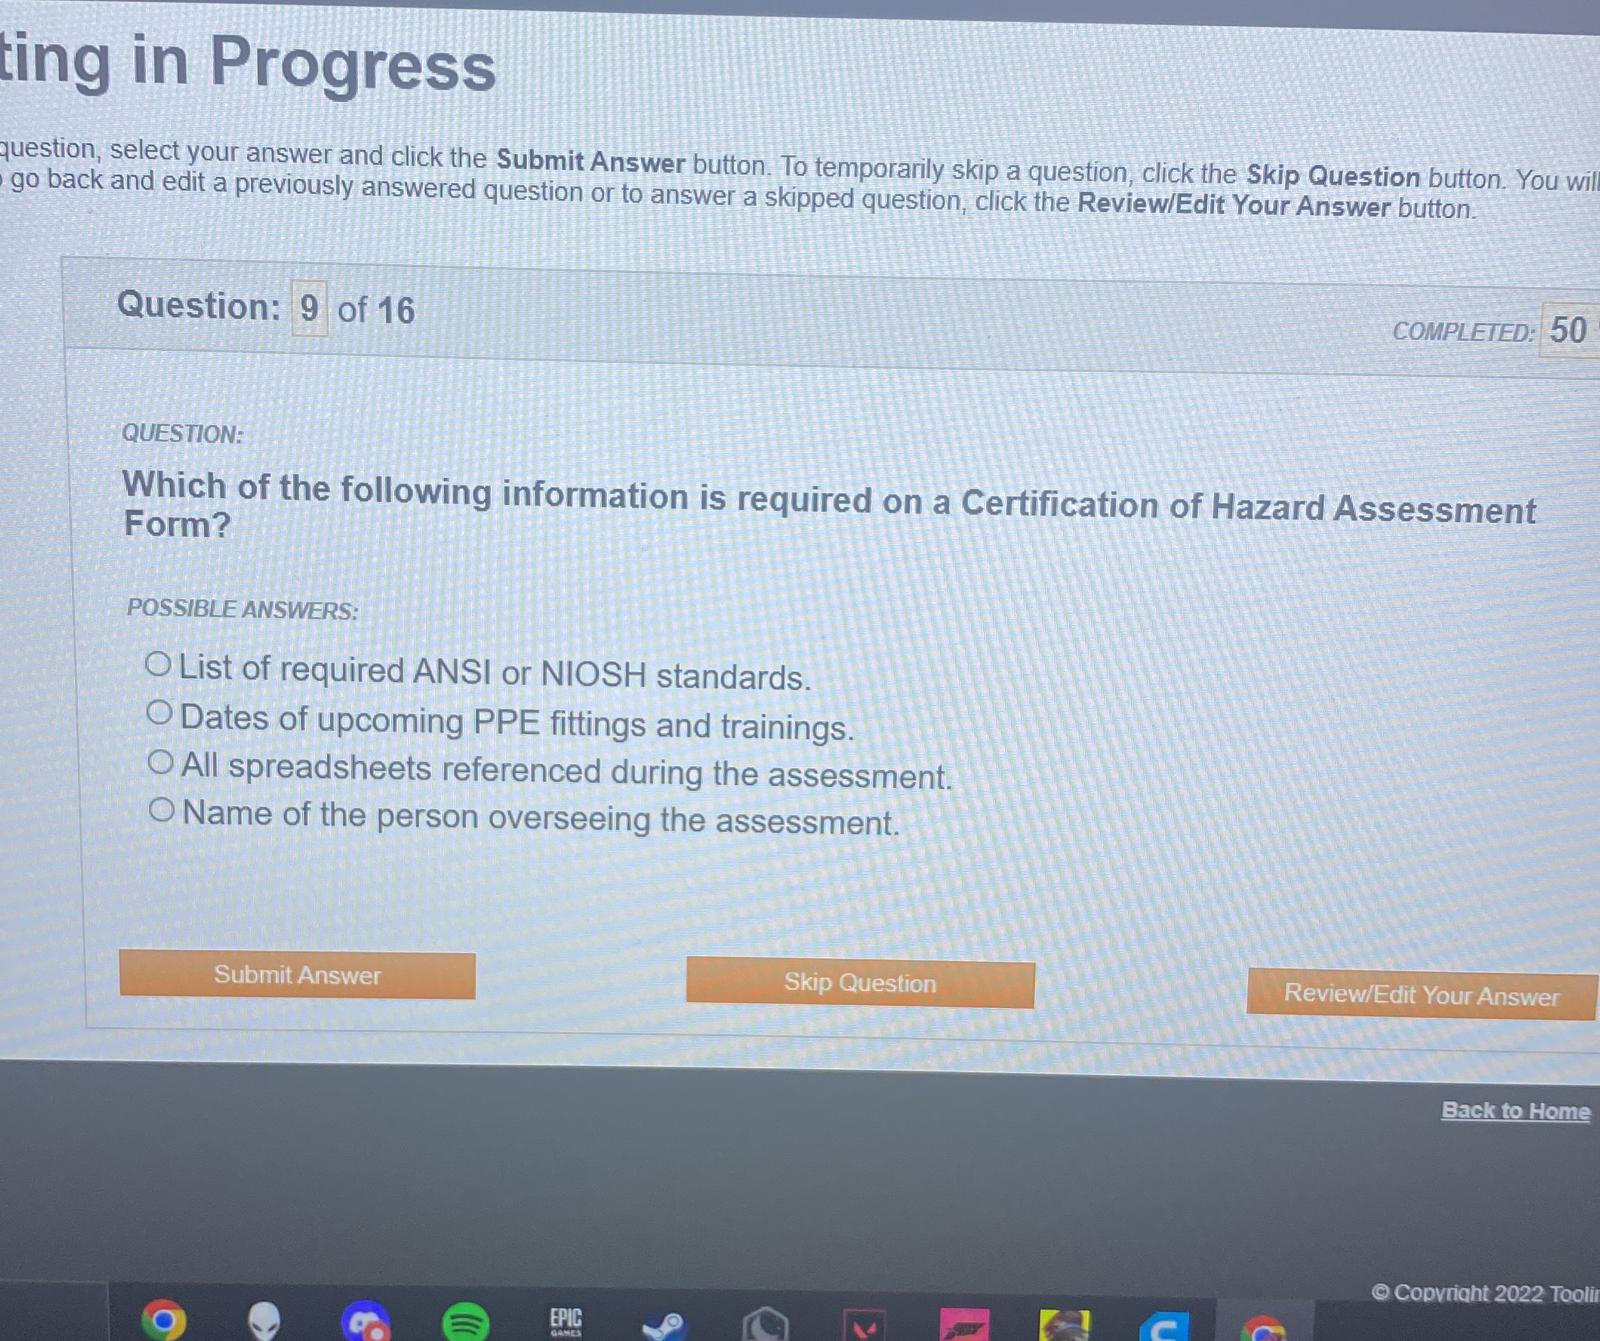 ting in Progress
question, select your answer and click the Submit Answer button. To temporarily skip a question, click the Skip Question button. You will
go back and edit a previously answered question or to answer a skipped question, click the Review/Edit Your Answer button.
Question: 9 of 16
COMPLETED: 50
QUESTION:
Which of the following information is required on a Certification of Hazard Assessment
Form?
POSSIBLE ANSWERS:
List of required ANSI or NIOSH standards.
Dates of upcoming PPE fittings and trainings.
All spreadsheets referenced during the assessment.
Name of the person overseeing the assessment.
Submit Answer
Skip Question
Review/Edit Your Answer
Back to Home
© Copyright 2022 Toolin
EPIC
GAMES